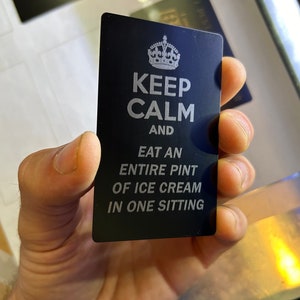 KEEP
CALM
AND
EAT AN
ENTIRE PINT
OF ICE CREAM
IN ONE SITTING